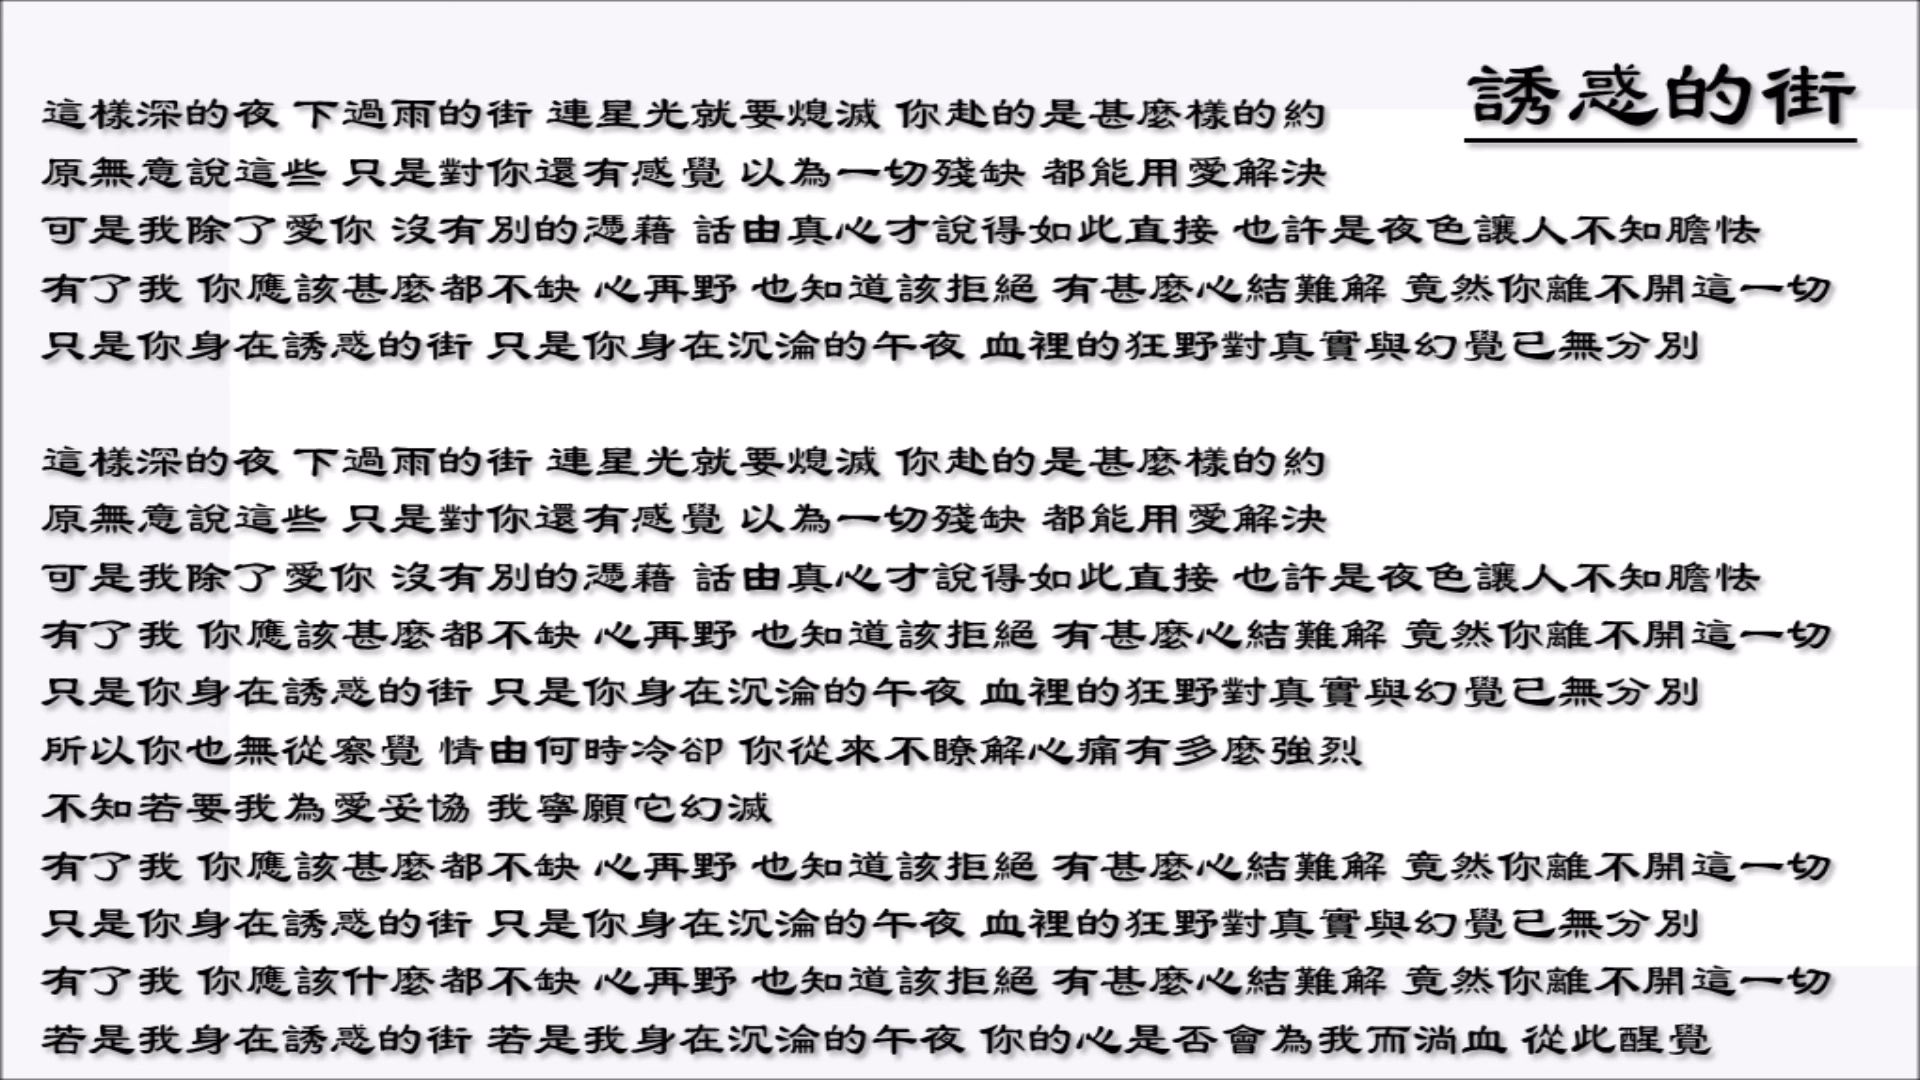 誘惑的街
這樣深的夜 下過雨的街 連星光就要熄滅 你赴的是甚麼樣的約
原無意說這些 只是對你還有感覺 以為一切殘缺 都能用愛解決
可是我除了愛你 沒有別的憑藉 話由真心才說得如此直接 也許是夜色讓人不知膽怯
有了我 你應該甚麼都不缺 心再野 也知道該拒絕 有甚麼心結難解 竟然你離不開這一切
只是你身在誘惑的街 只是你身在沉淪的午夜 血裡的狂野對真實與幻覺已無分別
這樣深的夜 下過雨的街 連星光就要熄滅 你赴的是甚麼樣的約
原無意說這些 只是對你還有感覺 以為一切殘缺 都能用愛解決
可是我除了愛你 沒有別的憑藉 話由真心才說得如此直接 也許是夜色讓人不知膽怯
有了我 你應該甚麼都不缺 心再野 也知道該拒絕 有甚麼心結難解 竟然你離不開這一切
只是你身在誘惑的街 只是你身在沉淪的午夜 血裡的狂野對真實與幻覺已無分別
所以你也無從察覺 情由何時冷卻 你從來不瞭解心痛有多麼強烈
不知若要我為愛妥協 我寧願它幻滅
有了我 你應該甚麼都不缺 心再野 也知道該拒絕 有甚麼心結難解 竟然你離不開這一切
只是你身在誘惑的街 只是你身在沉淪的午夜 血裡的狂野對真實與幻覺已無分別
有了我 你應該什麼都不缺 心再野 也知道該拒絕 有甚麼心結難解 竟然你離不開這一切
若是我身在誘惑的街 若是我身在沉淪的午夜 你的心是否會為我而淌血 從此醒覺